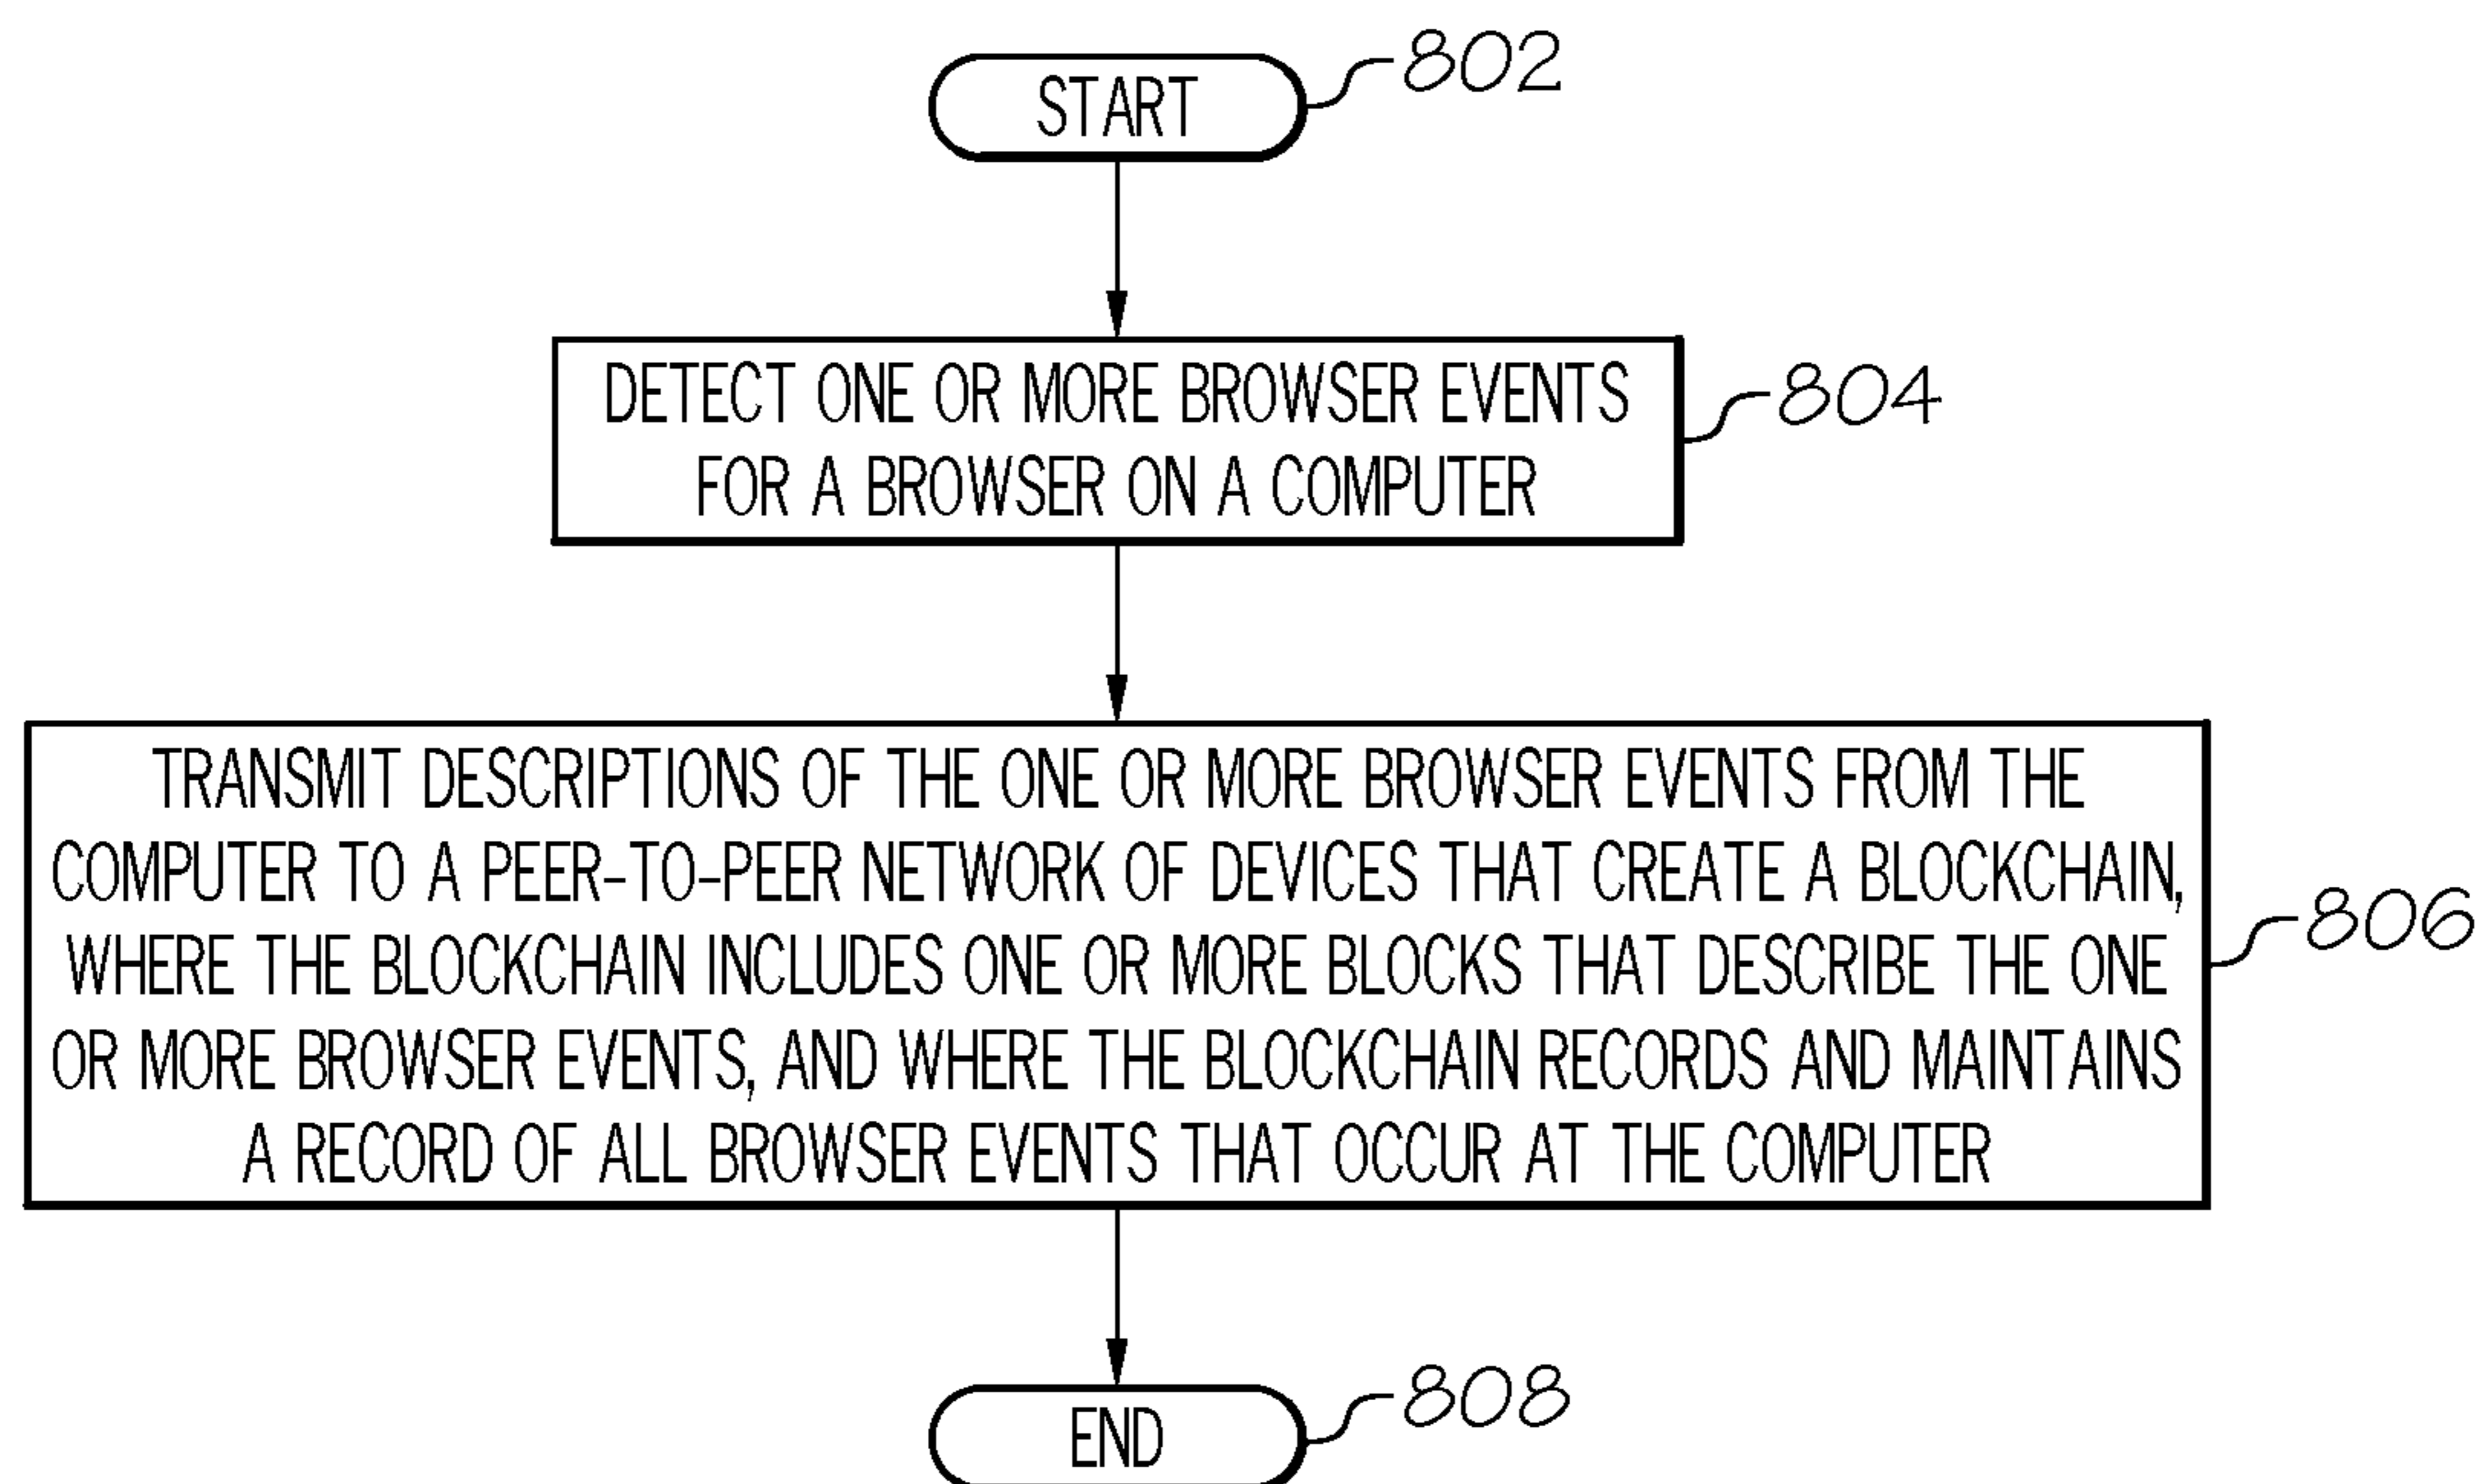 START
802
DETECT ONE OR MORE BROWSER EVENTS
FOR A BROWSER ON A COMPUTER
804
TRANSMIT DESCRIPTIONS OF THE ONE OR MORE BROWSER EVENTS FROM THE
COMPUTER TO A PEER-TO-PEER NETWORK OF DEVICES THAT CREATE A BLOCKCHAIN,
WHERE THE BLOCKCHAIN INCLUDES ONE OR MORE BLOCKS THAT DESCRIBE THE ONE
OR MORE BROWSER EVENTS, AND WHERE THE BLOCKCHAIN RECORDS AND MAINTAINS
A RECORD OF ALL BROWSER EVENTS THAT OCCUR AT THE COMPUTER
806
END
808